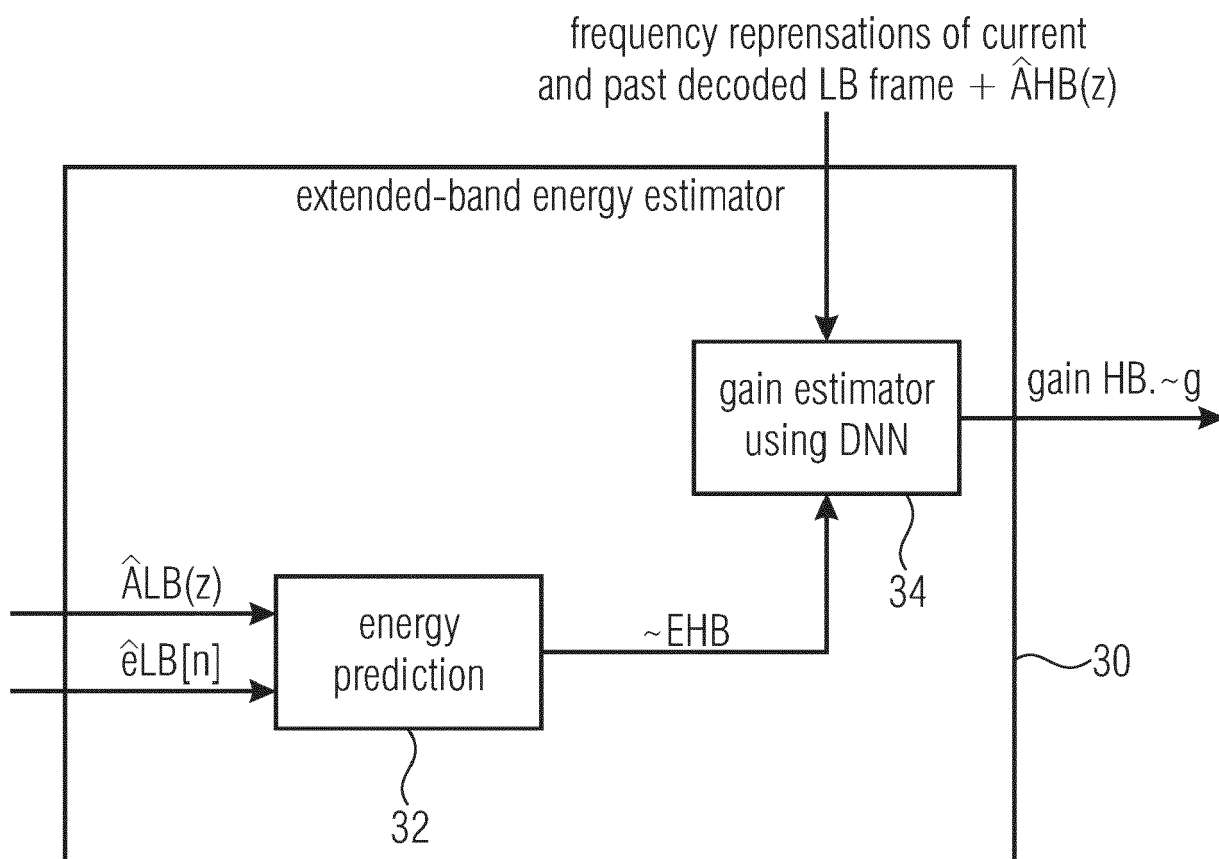 frequency reprensations of current
and past decoded LB frame + ÂHB(z)
extended-band energy estimator
gain estimator
using DNN
gain HB.~g
34
ÂLB(z)
êLB[n]
energy
prediction
~EHB
30
32